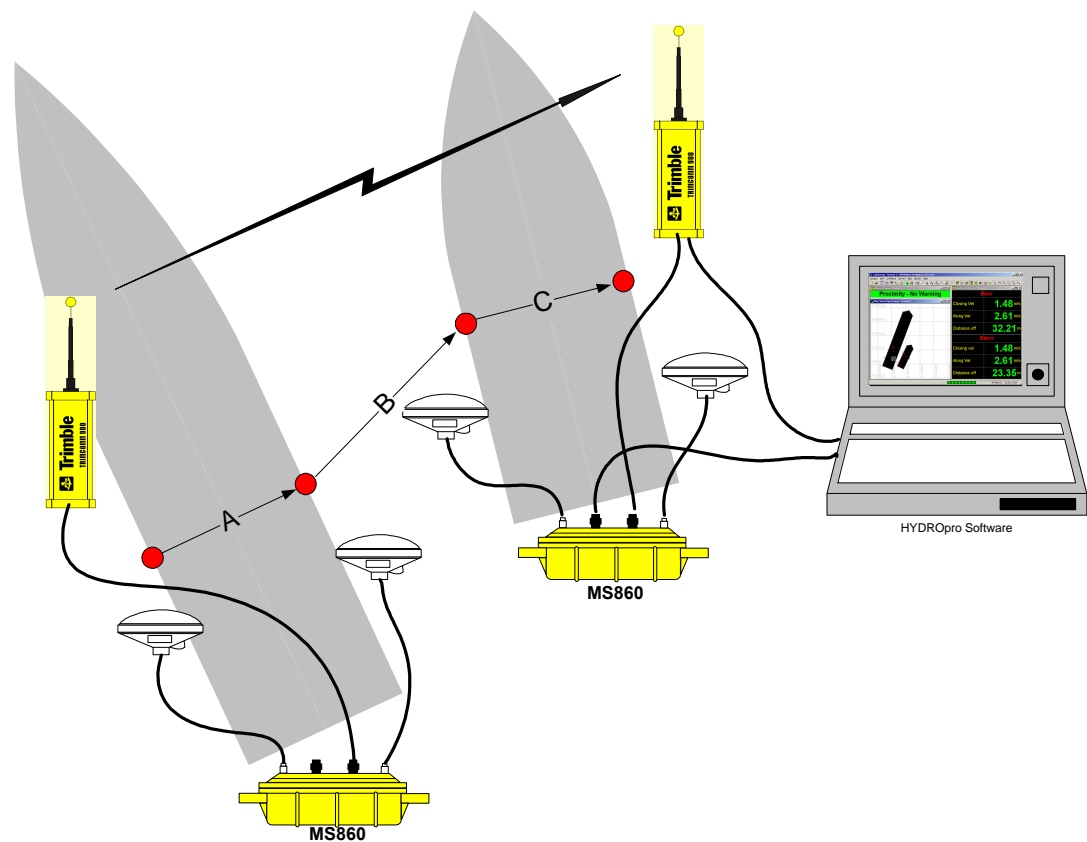 Trimble
TRIMCOMM 900
Proximity - No Warning
Bow
Closing Vel 1.48 m/s
Along Vel 2.61 m/s
Distance off 32.21 m
Stern
Closing vel 1.48 m/s
Along Vel 2.61 m/s
Distance off 23.35 m
C
B
Trimble
TRIMCOMM 900
A
HYDROpro Software
MS860
MS860